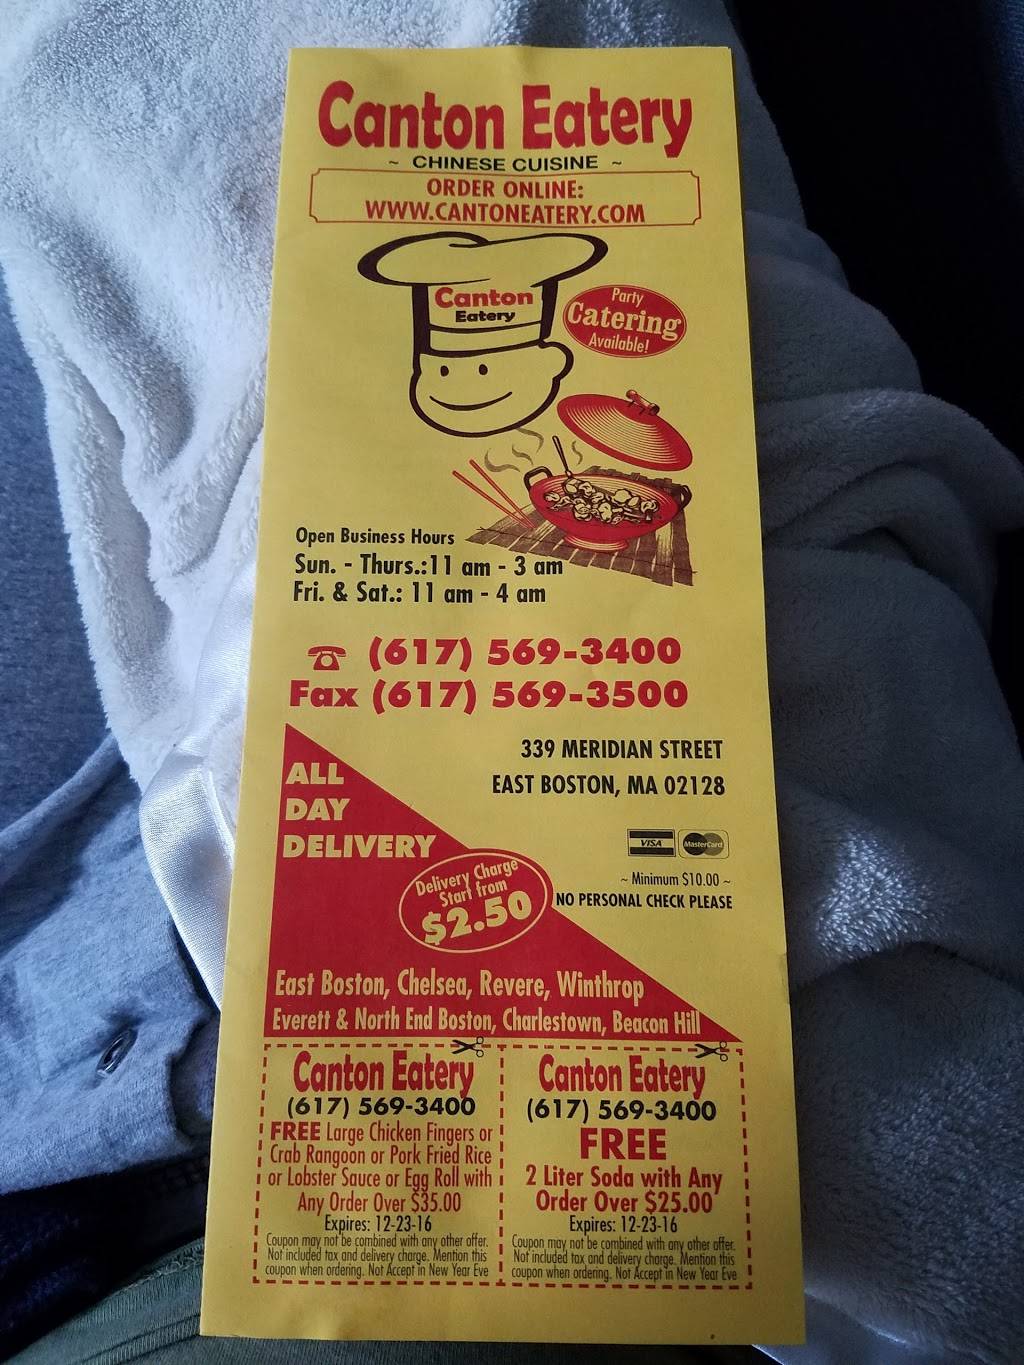 Canton Eatery
~ CHINESE CUISINE ~
ORDER ONLINE:
WWW.CANTONEATERY.COM
Canton
Eatery
Party
Catering
Available!
Open Business Hours
Sun. - Thurs.:11 am - 3 am
Fri. & Sat.: 11 am - 4 am
(617) 569-3400
Fax (617) 569-3500
339 MERIDIAN STREET
EAST BOSTON, MA 02128
ALL
DAY
DELIVERY
VISA
MasterCard
~ Minimum $10.00 ~
NO PERSONAL CHECK PLEASE
Delivery Charge
Start from
$2.50
East Boston, Chelsea, Revere, Winthrop
Everett & North End Boston, Charlestown, Beacon Hill
Canton Eatery
(617) 569-3400
FREE Large Chicken Fingers or
Crab Rangoon or Pork Fried Rice
or Lobster Sauce or Egg Roll with
Any Order Over $35.00
Expires: 12-23-16
Coupon may not be combined with any other offer.
Not included tax and delivery charge. Mention this
coupon when ordering. Not Accept in New Year Eve
Canton Eatery
(617) 569-3400
FREE
2 Liter Soda with Any
Order Over $25.00
Expires: 12-23-16
Coupon may not be combined with any other offer.
Not included tax and delivery charge. Mention this
coupon when ordering. Not Accept in New Year Eve